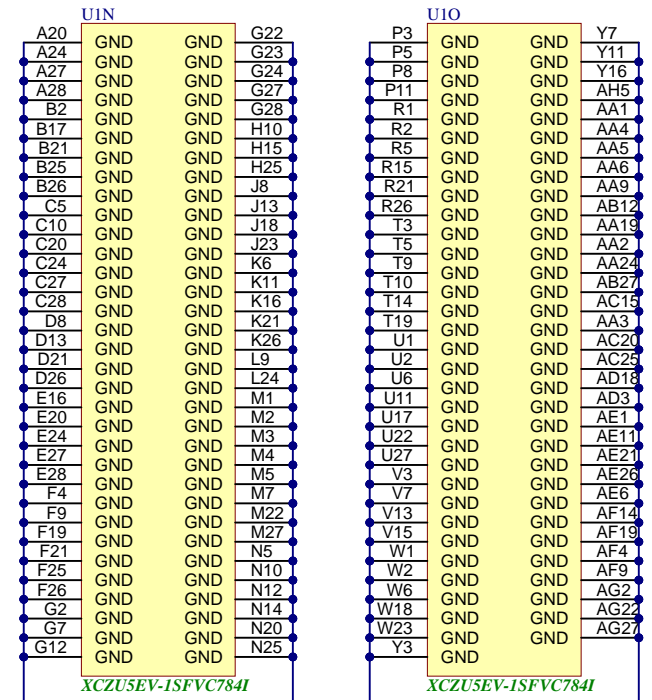 U1N
A20 GND GND G22
A24 GND GND G23
A27 GND GND G24
A28 GND GND G27
B2 GND GND G28
B17 GND GND H10
B21 GND GND H15
B25 GND GND H25
B26 GND GND J8
C5 GND GND J13
C10 GND GND J18
C20 GND GND J23
C24 GND GND K6
C27 GND GND K11
C28 GND GND K16
D8 GND GND K21
D13 GND GND K26
D21 GND GND L9
D26 GND GND L24
E16 GND GND M1
E20 GND GND M2
E24 GND GND M3
E27 GND GND M4
E28 GND GND M5
F4 GND GND M7
F9 GND GND M22
F19 GND GND M27
F21 GND GND N5
F25 GND GND N10
F26 GND GND N12
G2 GND GND N14
G7 GND GND N20
G12 GND GND N25
XCZU5EV-1SFVC784I
U1O
P3 GND GND Y7
P5 GND GND Y11
P8 GND GND Y16
P11 GND GND AH5
R1 GND GND AA1
R2 GND GND AA4
R5 GND GND AA5
R15 GND GND AA6
R21 GND GND AA9
R26 GND GND AB12
T3 GND GND AA19
T5 GND GND AA2
T9 GND GND AA24
T10 GND GND AB27
T14 GND GND AC15
T19 GND GND AA3
U1 GND GND AC20
U2 GND GND AC25
U6 GND GND AD18
U11 GND GND AD3
U17 GND GND AE1
U22 GND GND AE11
U27 GND GND AE21
V3 GND GND AE26
V7 GND GND AE6
V13 GND GND AF14
V15 GND GND AF19
W1 GND GND AF4
W2 GND GND AF9
W6 GND GND AG2
W18 GND GND AG22
W23 GND GND AG27
Y3 GND
XCZU5EV-1SFVC784I